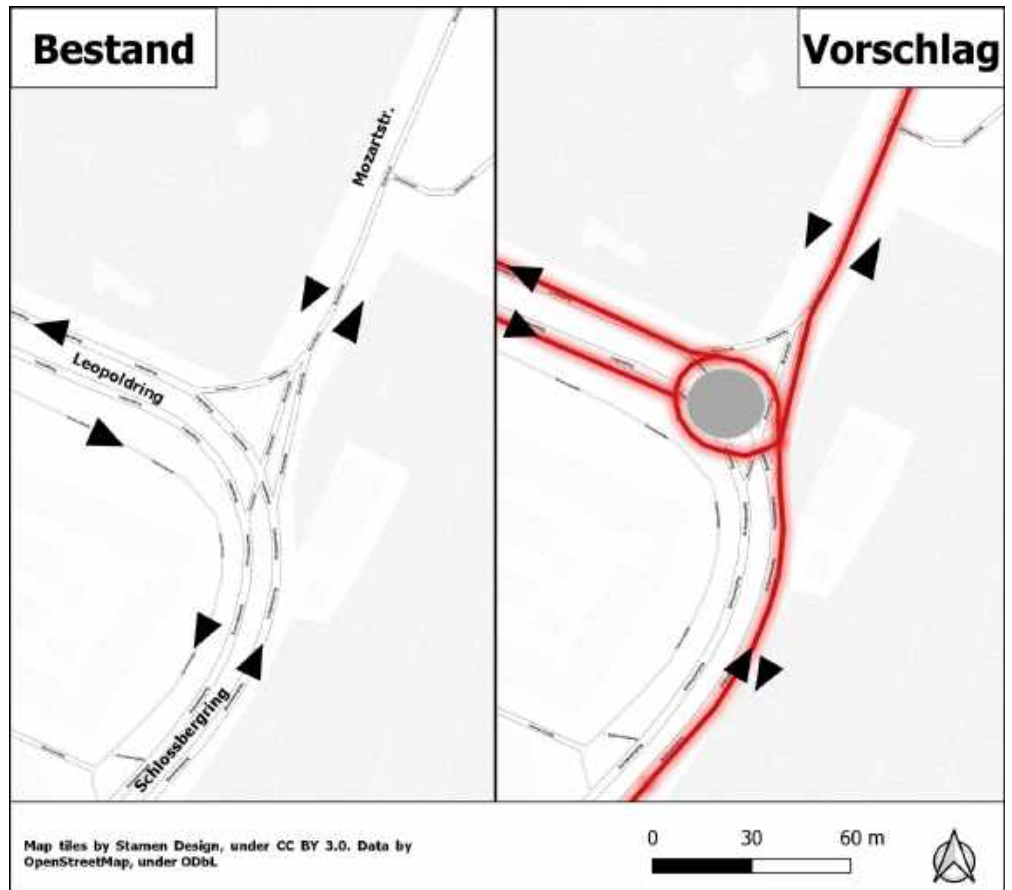 Bestand
Vorschlag
Mozartstr.
Leopoldring
Schlossbergring
Map tiles by Stamen Design, under CC BY 3.0. Data by
OpenStreetMap, under ODbL
0 30 60 m